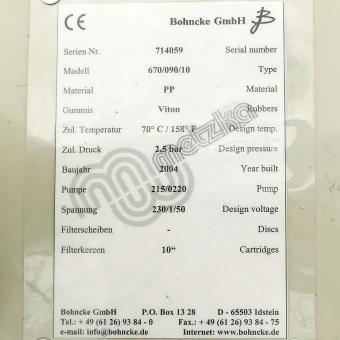 CE Bohncke GmbH B
Serien Nr. 714059 Serial number
Modell 670/090/10 Type
Material PP Material
Gummis Viton Rubbers
Zul. Temperatur 70° C / 158° F Design temp.
Zul. Druck 2,5 bar Design pressure
Baujahr 2004 Year built
Pumpe 215/0220 Pump
Spannung 230/1/50 Design voltage
Filterscheiben - Discs
Filterkerzen 10“ Cartridges
metzka
Bohncke GmbH P.O. Box 13 28 D - 65503 Idstein
Tel.: + 49 (61 26) 93 84 - 0 Fax.: + 49 (61 26) 93 84 - 75
e-mail: info@bohncke.de Internet: www.bohncke.de